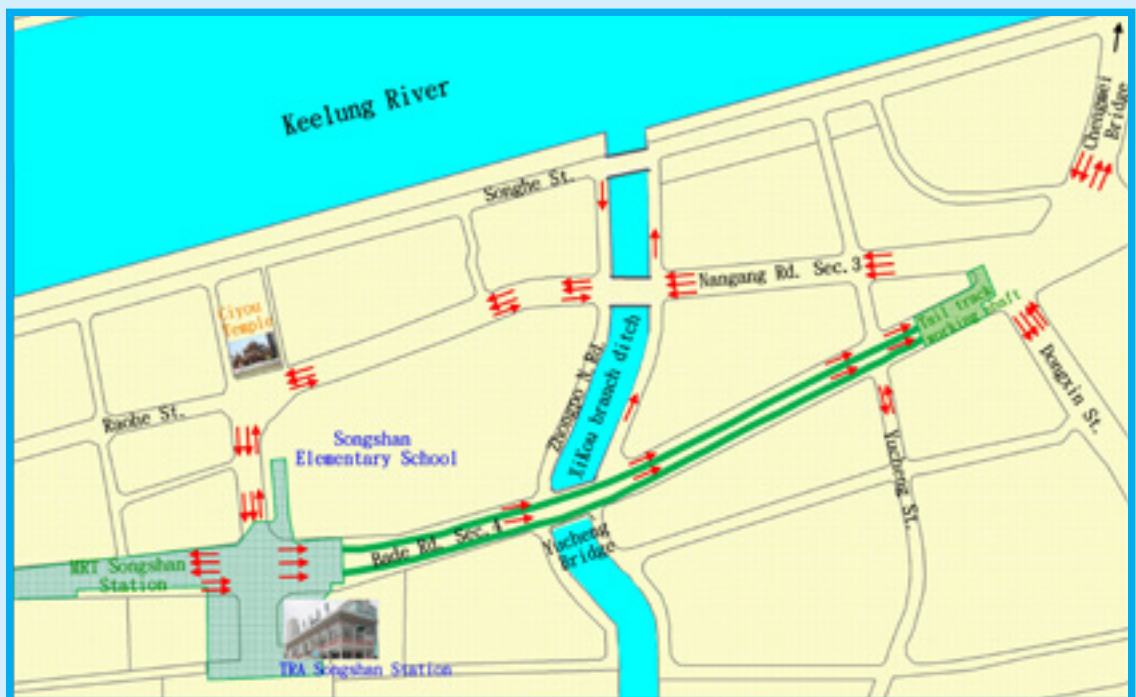 Keelung River
Chengmei
Bridge
Songhe St.
Nangang Rd. Sec.3
Ciyou
Temple
Tail track
working shaft
Dongxin St.
Raohe St.
Songshan
Elementary School
Zhongpo N Rd.
XiKou branch ditch
Yucheng St.
Bade Rd. Sec.4
Yucheng
Bridge
MRT Songshan
Station
TRA Songshan Station